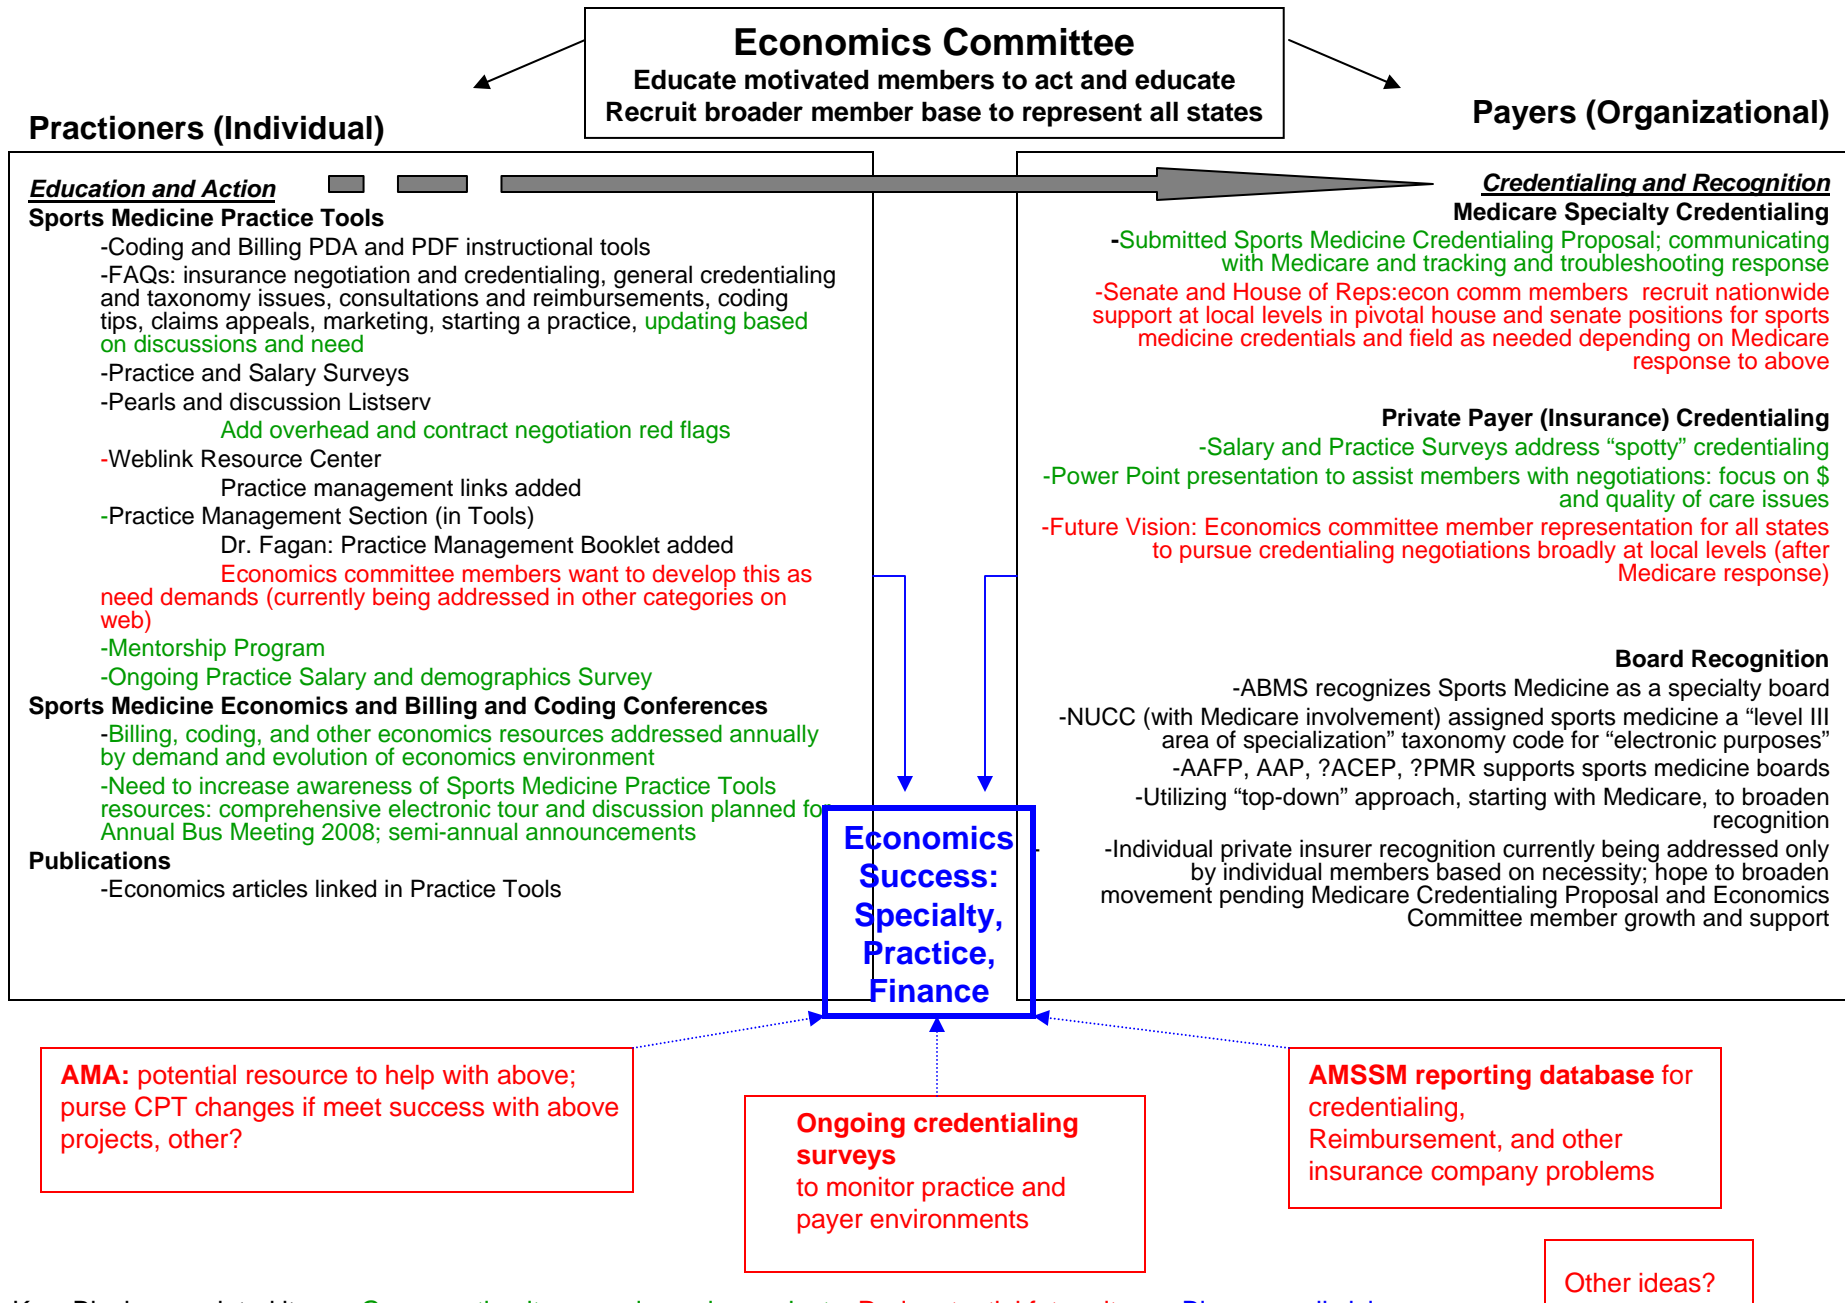 Economics Committee
Educate motivated members to act and educate
Recruit broader member base to represent all states
Practioners (Individual)
Payers (Organizational)
Education and Action
Sports Medicine Practice Tools
-Coding and Billing PDA and PDF instructional tools
-FAQs: insurance negotiation and credentialing, general credentialing
and taxonomy issues, consultations and reimbursements, coding
tips, claims appeals, marketing, starting a practice, updating based
on discussions and need
-Practice and Salary Surveys
-Pearls and discussion Listserv
Add overhead and contract negotiation red flags
-Weblink Resource Center
Practice management links added
-Practice Management Section (in Tools)
Dr. Fagan: Practice Management Booklet added
Economics committee members want to develop this as
need demands (currently being addressed in other categories on
web)
-Mentorship Program
-Ongoing Practice Salary and demographics Survey
Sports Medicine Economics and Billing and Coding Conferences
-Billing, coding, and other economics resources addressed annually
by demand and evolution of economics environment
-Need to increase awareness of Sports Medicine Practice Tools
resources: comprehensive electronic tour and discussion planned for
Annual Bus Meeting 2008; semi-annual announcements
Publications
-Economics articles linked in Practice Tools
Credentialing and Recognition
Medicare Specialty Credentialing
-Submitted Sports Medicine Credentialing Proposal; communicating
with Medicare and tracking and troubleshooting response
-Senate and House of Reps:econ comm members  recruit nationwide
support at local levels in pivotal house and senate positions for sports
medicine credentials and field as needed depending on Medicare
response to above
Private Payer (Insurance) Credentialing
-Salary and Practice Surveys address “spotty” credentialing
-Power Point presentation to assist members with negotiations: focus on $
and quality of care issues
-Future Vision: Economics committee member representation for all states
to pursue credentialing negotiations broadly at local levels (after
Medicare response)
Board Recognition
-ABMS recognizes Sports Medicine as a specialty board
-NUCC (with Medicare involvement) assigned sports medicine a “level III
area of specialization” taxonomy code for “electronic purposes”
-AAFP, AAP, ?ACEP, ?PMR supports sports medicine boards
-Utilizing “top-down” approach, starting with Medicare, to broaden
recognition
- -Individual private insurer recognition currently being addressed only
by individual members based on necessity; hope to broaden
movement pending Medicare Credentialing Proposal and Economics
Committee member growth and support
Economics
Success:
Specialty,
Practice,
Finance
AMA: potential resource to help with above;
purse CPT changes if meet success with above
projects, other?
Ongoing credentialing
surveys
to monitor practice and
payer environments
AMSSM reporting database for
credentialing,
Reimbursement, and other
insurance company problems
Other ideas?